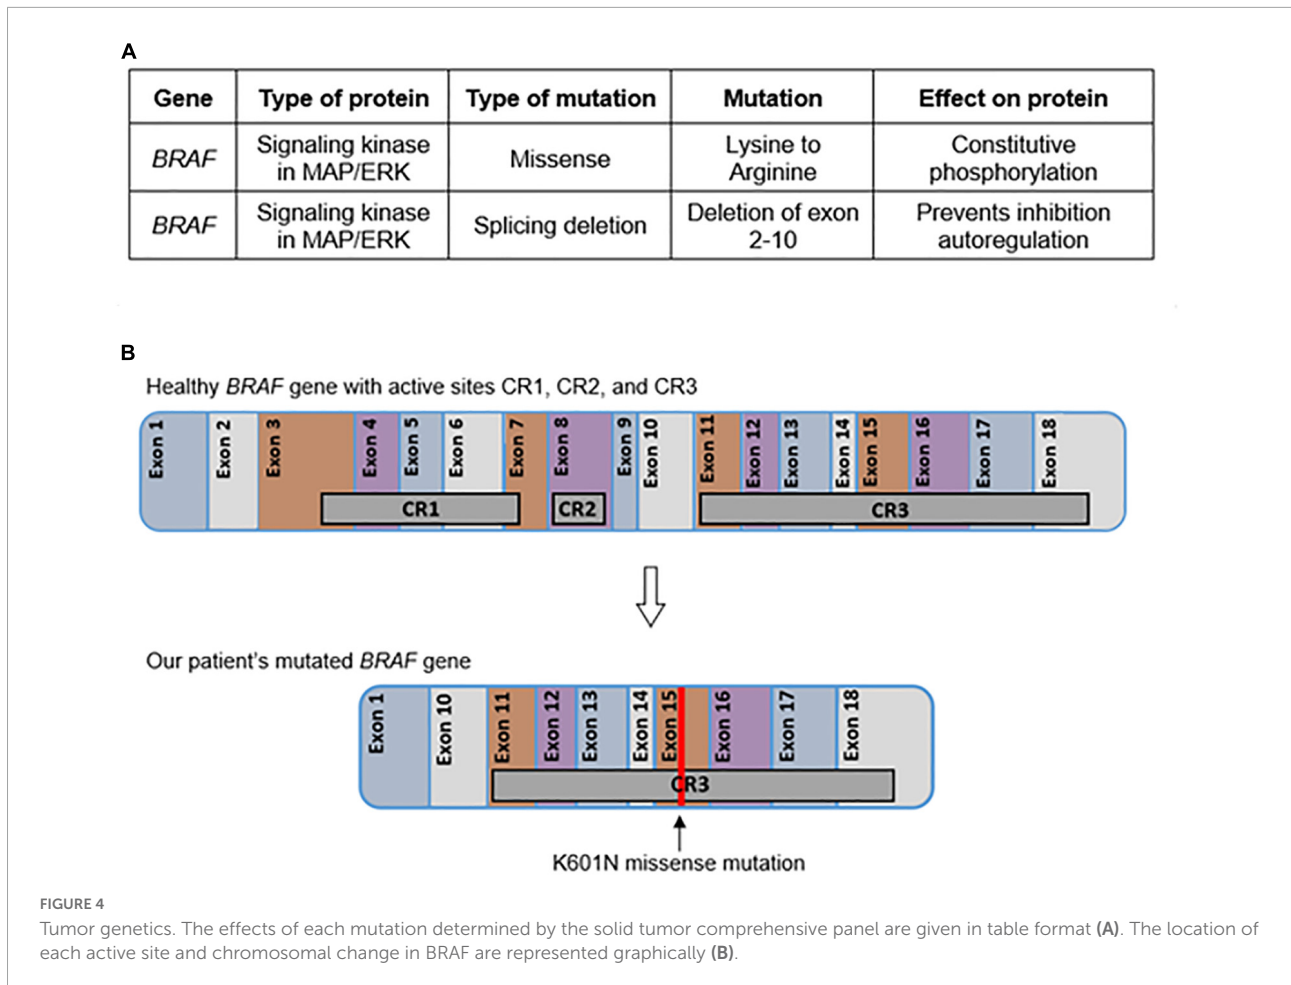 A
Gene Type of protein Type of mutation Mutation Effect on protein
BRAF Signaling kinase in MAP/ERK Missense Lysine to Arginine Constitutive phosphorylation
BRAF Signaling kinase in MAP/ERK Splicing deletion Deletion of exon 2-10 Prevents inhibition autoregulation
B
Healthy BRAF gene with active sites CR1, CR2, and CR3
Exon 1 Exon 2 Exon 3 Exon 4 Exon 5 Exon 6 Exon 7 Exon 8 Exon 9 Exon 10 Exon 11 Exon 12 Exon 13 Exon 14 Exon 15 Exon 16 Exon 17 Exon 18
CR1 CR2 CR3
Our patient's mutated BRAF gene
Exon 1 Exon 10 Exon 11 Exon 12 Exon 13 Exon 14 Exon 15 Exon 16 Exon 17 Exon 18
CR3
K601N missense mutation
FIGURE 4
Tumor genetics. The effects of each mutation determined by the solid tumor comprehensive panel are given in table format (A). The location of
each active site and chromosomal change in BRAF are represented graphically (B).